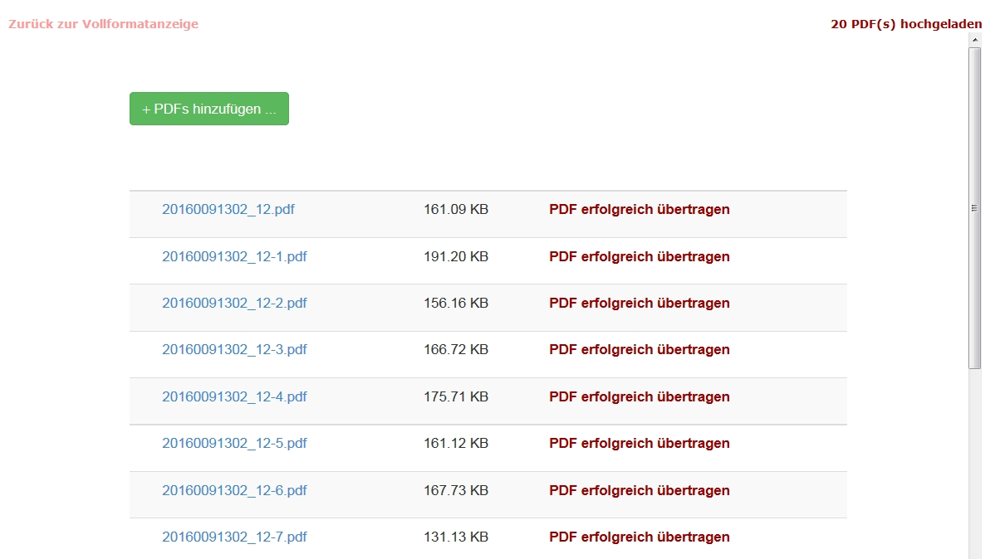 Zurück zur Vollformatanzeige 20 PDF(s) hochgeladen
+ PDFs hinzufügen ...
20160091302_12.pdf 161.09 KB PDF erfolgreich übertragen
20160091302_12-1.pdf 191.20 KB PDF erfolgreich übertragen
20160091302_12-2.pdf 156.16 KB PDF erfolgreich übertragen
20160091302_12-3.pdf 166.72 KB PDF erfolgreich übertragen
20160091302_12-4.pdf 175.71 KB PDF erfolgreich übertragen
20160091302_12-5.pdf 161.12 KB PDF erfolgreich übertragen
20160091302_12-6.pdf 167.73 KB PDF erfolgreich übertragen
20160091302_12-7.pdf 131.13 KB PDF erfolgreich übertragen